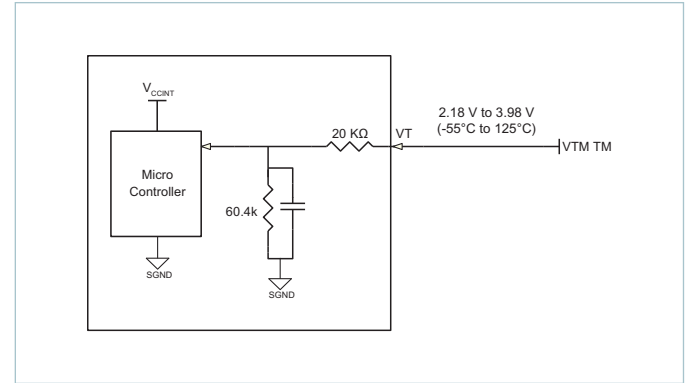 V_CCINT
2.18 V to 3.98 V
(-55°C to 125°C)
20 KΩ
VT
VTM TM
Micro
Controller
60.4k
SGND
SGND